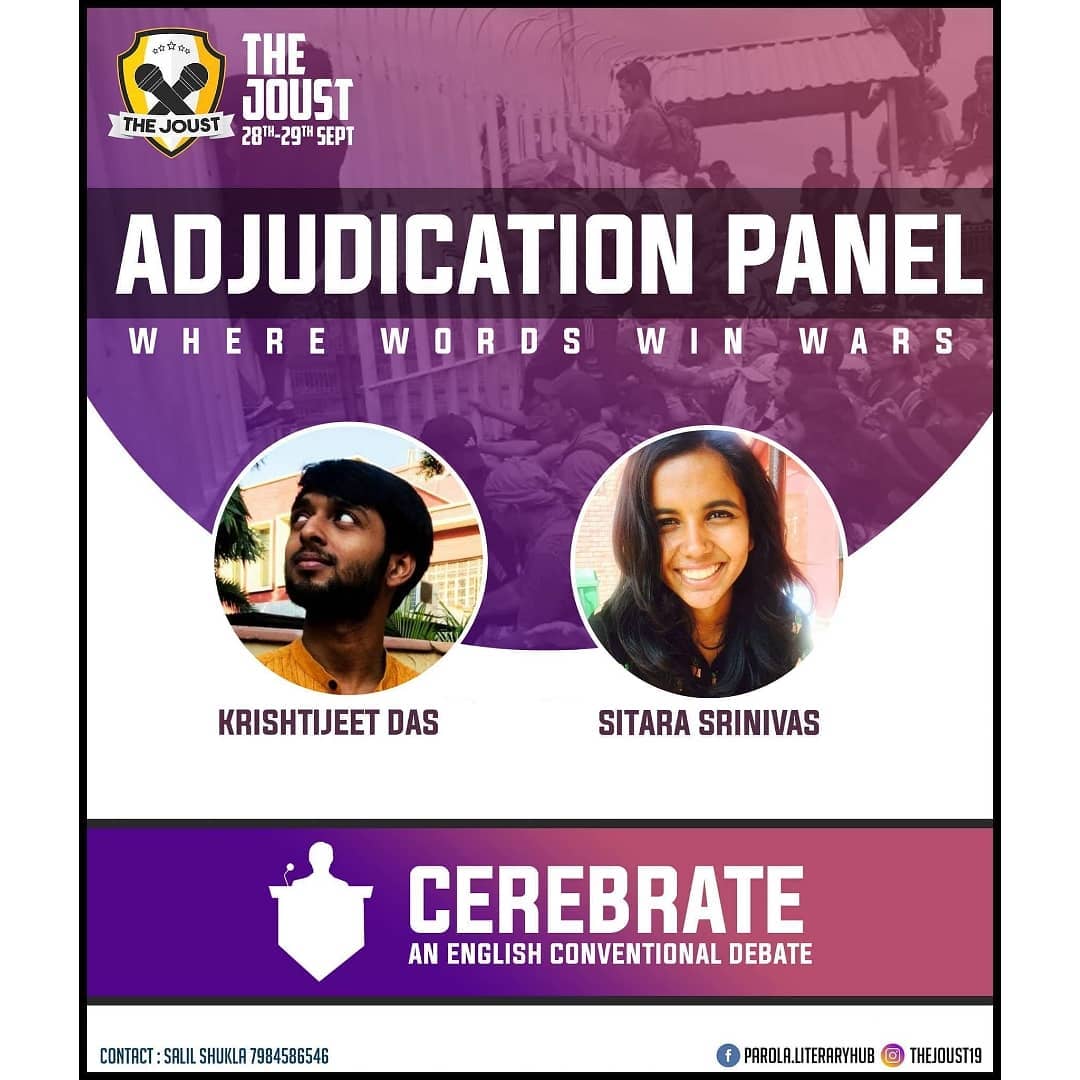 THE JOUST
THE
JOUST
28TH-29TH SEPT
ADJUDICATION PANEL
WHERE WORDS WIN WARS
KRISHTIJEET DAS
SITARA SRINIVAS
CEREBRATE
AN ENGLISH CONVENTIONAL DEBATE
CONTACT : SALIL SHUKLA 7984586546
PAROLA.LITERARYHUB THEJOUST19